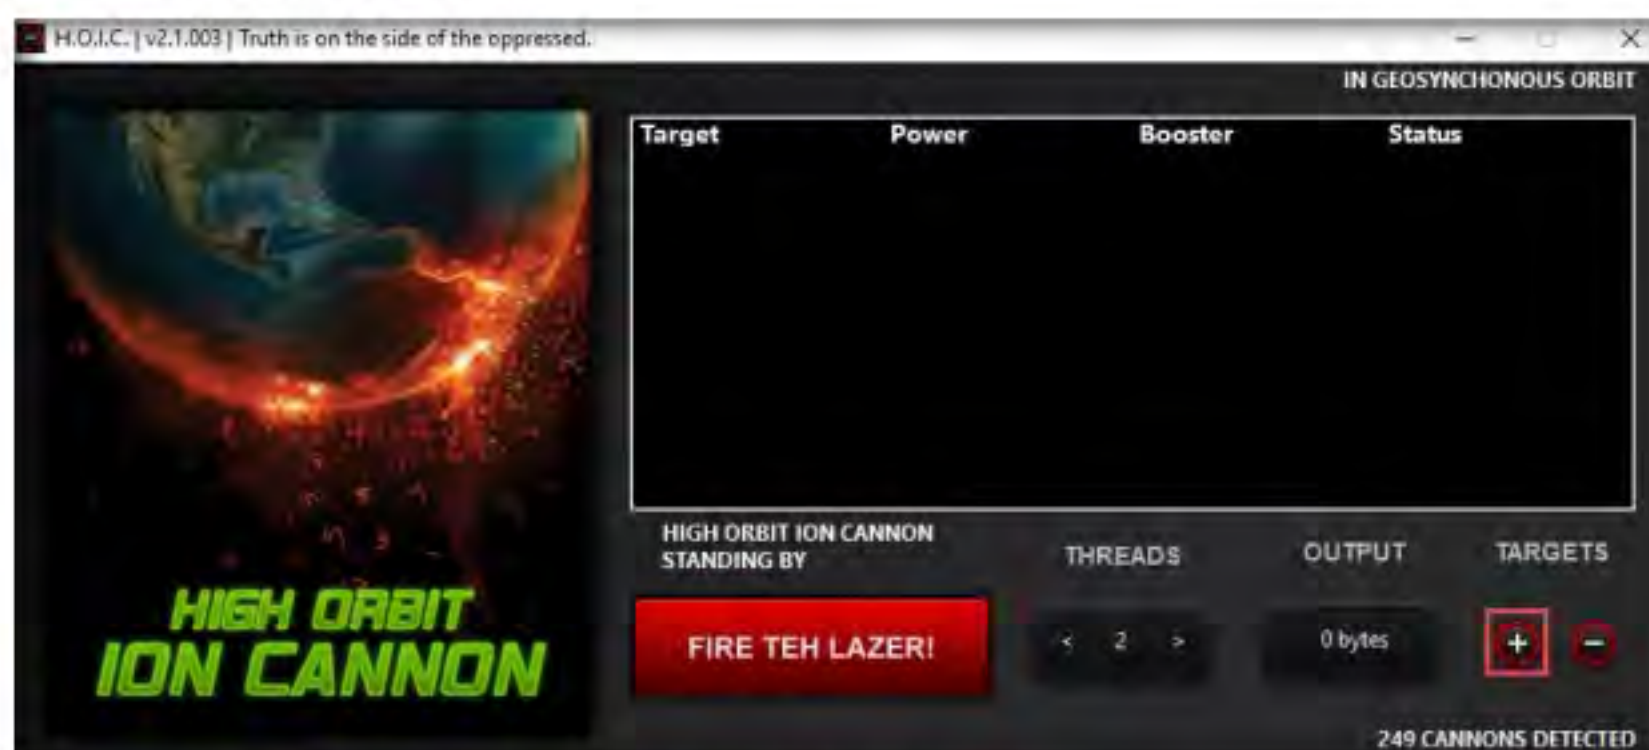 H.O.I.C. | v2.1.003 | Truth is on the side of the oppressed.
IN GEOSYNCHONOUS ORBIT
Target Power Booster Status
HIGH ORBIT
ION CANNON
HIGH ORBIT ION CANNON
STANDING BY
THREADS OUTPUT TARGETS
FIRE TEH LAZER!
< 2 > 0 bytes + -
249 CANNONS DETECTED